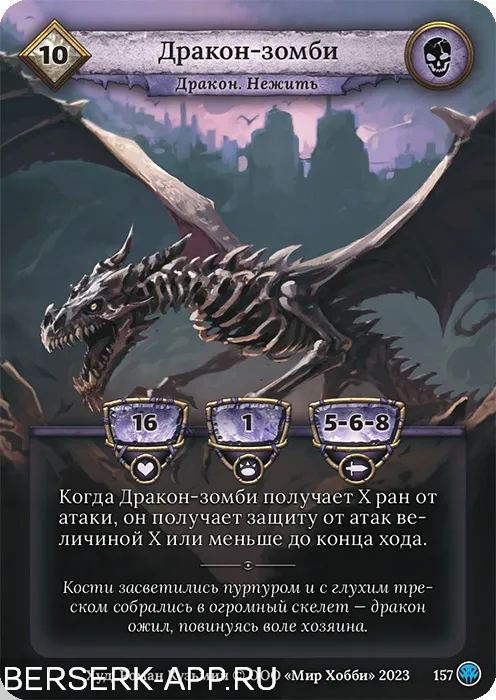 10
Дракон-зомби
Дракон. Нежить
16
1
5-6-8
Когда Дракон-зомби получает X ран от
атаки, он получает защиту от атак ве-
личиной X или меньше до конца хода.
Кости засветились пурпуром и с глухим тре-
ском собрались в огромный скелет — дракон
ожил, повинуясь воле хозяина.
«Мир Хобби» 2023
157
BERSERK-APP.RU